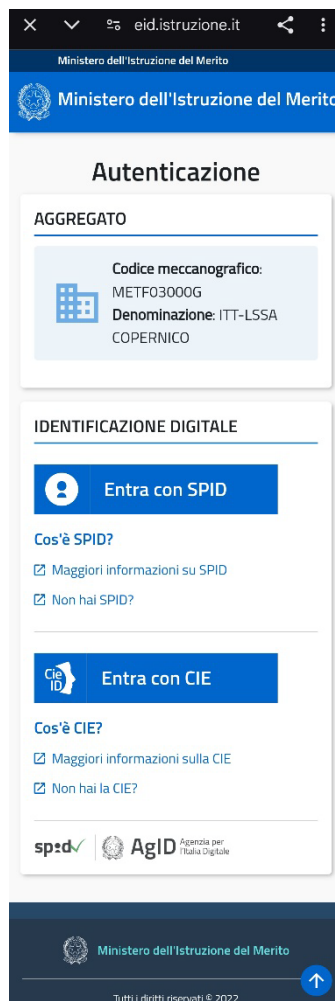 eid.istruzione.it
Ministero dell'Istruzione del Merito
Ministero dell'Istruzione del Merito
Autenticazione
AGGREGATO
Codice meccanografico:
METF03000G
Denominazione: ITT-LSSA
COPERNICO
IDENTIFICAZIONE DIGITALE
Entra con SPID
Cos'è SPID?
Maggiori informazioni su SPID
Non hai SPID?
Cie
ID
Entra con CIE
Cos'è CIE?
Maggiori informazioni sulla CIE
Non hai la CIE?
spid
AgID Agenzia per
l'Italia Digitale
Ministero dell'Istruzione del Merito
Tutti i diritti riservati © 2022